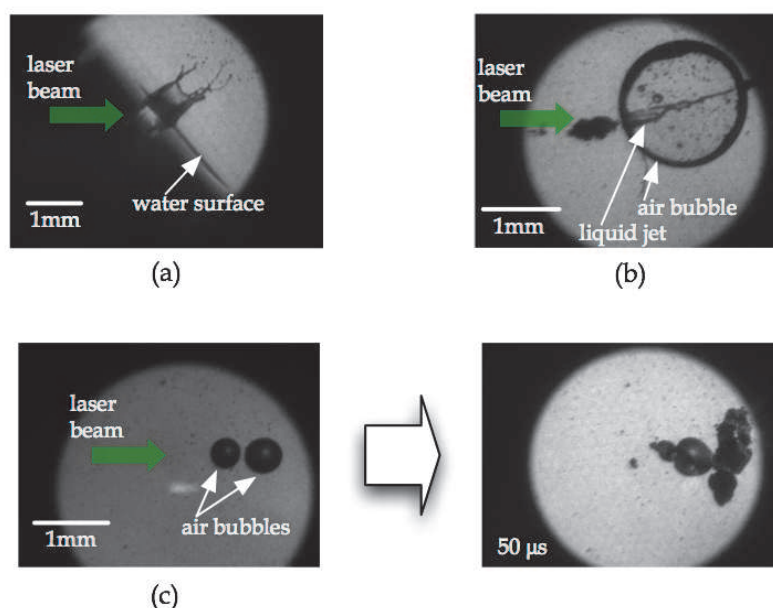 laser
beam
water surface
1mm
(a)
laser
beam
air bubble
liquid jet
1mm
(b)
laser
beam
air bubbles
1mm
(c)
50 µs